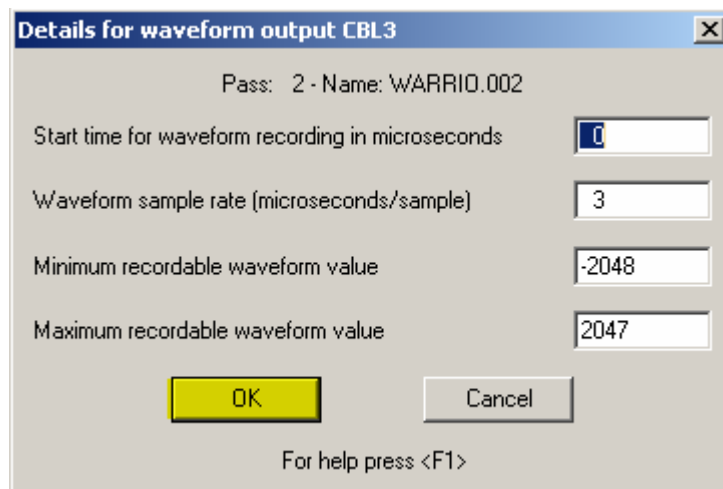 Details for waveform output CBL3
Pass: 2 - Name: WARRIO.002
Start time for waveform recording in microseconds 0
Waveform sample rate (microseconds/sample) 3
Minimum recordable waveform value -2048
Maximum recordable waveform value 2047
OK Cancel
For help press <F1>